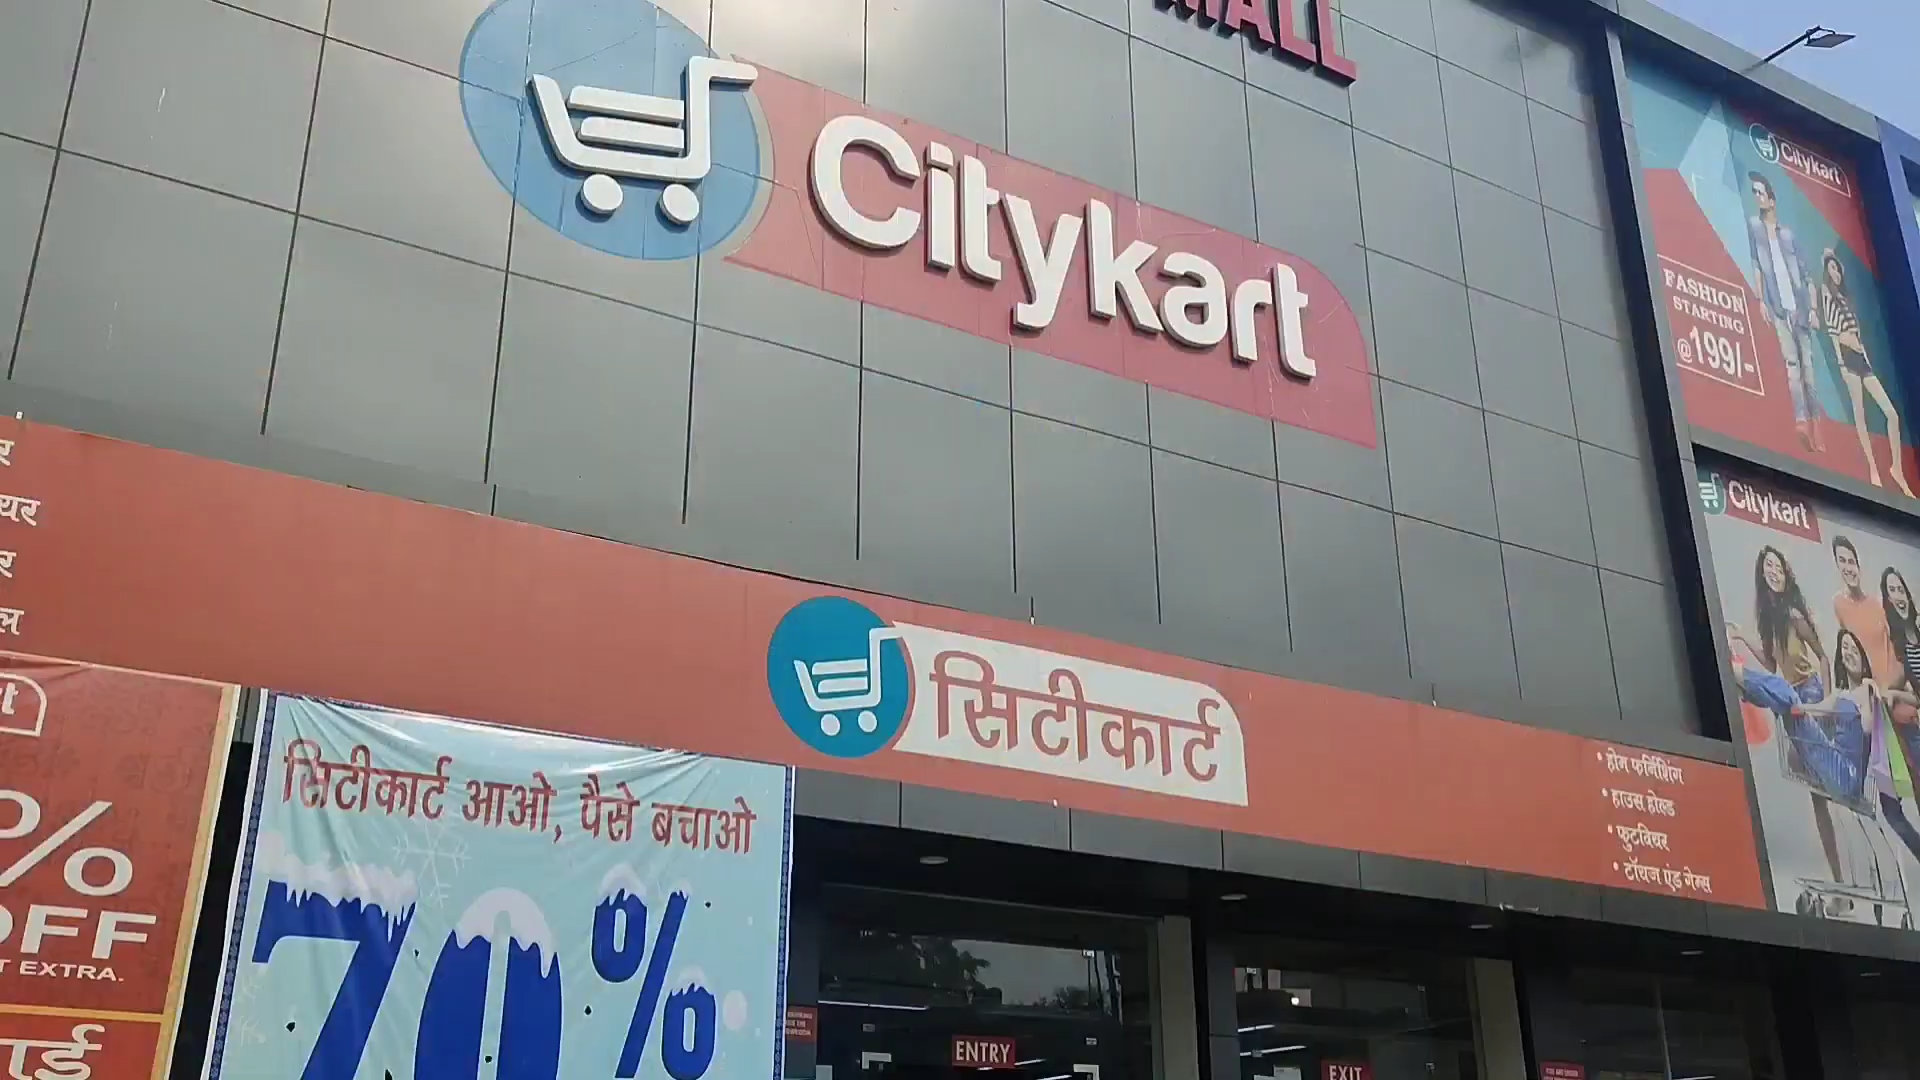 MALL
Citykart
Citykart
FASHION
STARTING
@199/-
Citykart
सिटीकार्ट
• होम फर्निशिंग
• हाउस होल्ड
• फुटवियर
• टॉयज एंड गेम्स
सिटीकार्ट आओ, पैसे बचाओ
70%
%
OFF
EXTRA.
ENTRY
EXIT